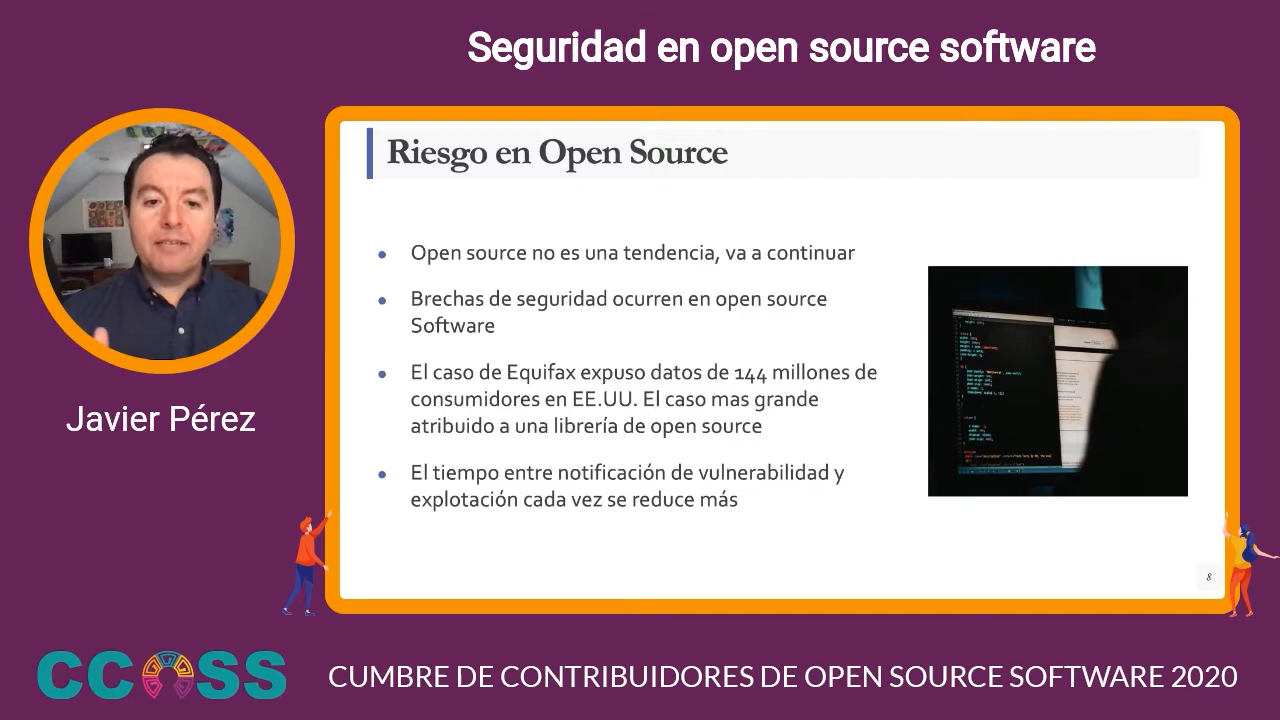 Seguridad en open source software
Riesgo en Open Source
• Open source no es una tendencia, va a continuar
• Brechas de seguridad ocurren en open source
Software
• El caso de Equifax expuso datos de 144 millones de
consumidores en EE.UU. El caso mas grande
atribuido a una librería de open source
• El tiempo entre notificación de vulnerabilidad y
explotación cada vez se reduce más
8
Javier Pérez
CCOSS
CUMBRE DE CONTRIBUIDORES DE OPEN SOURCE SOFTWARE 2020